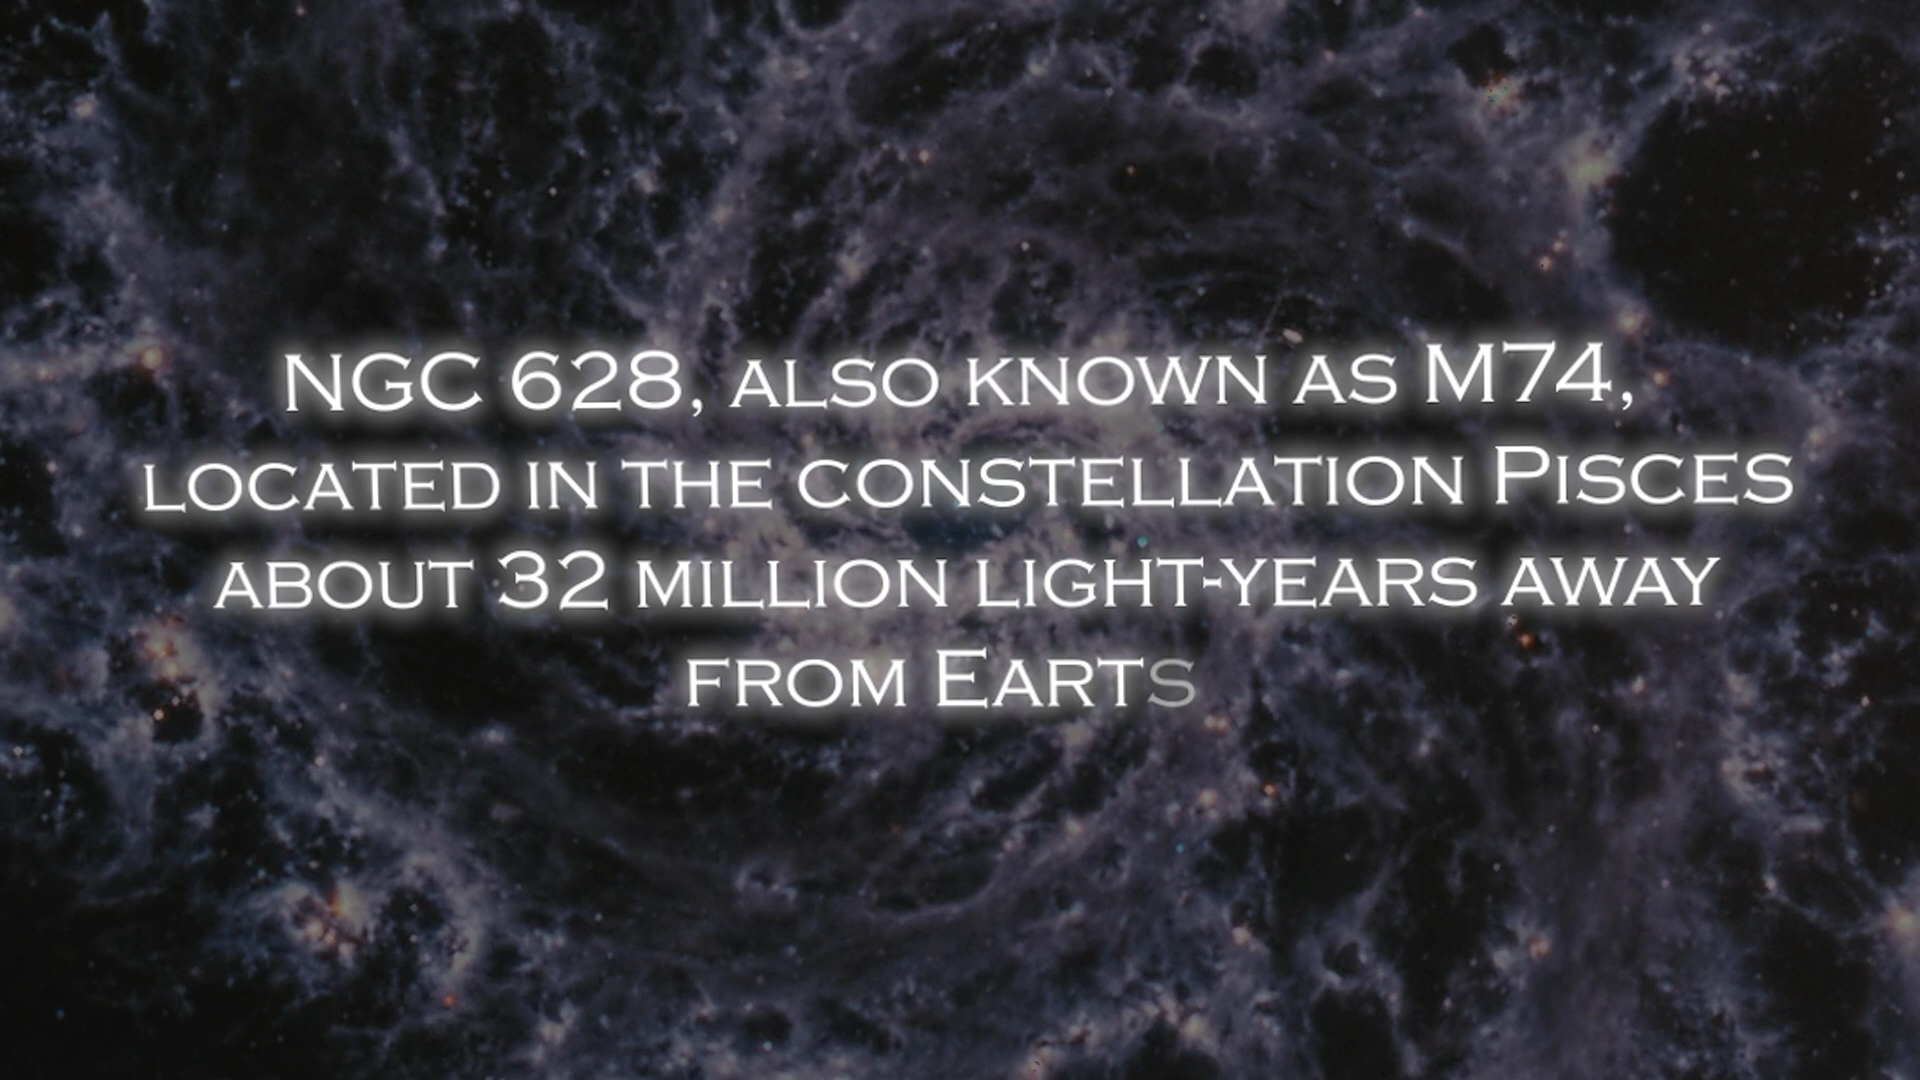 NGC 628, also known as M74,
located in the constellation Pisces
about 32 million light-years away
from Earts